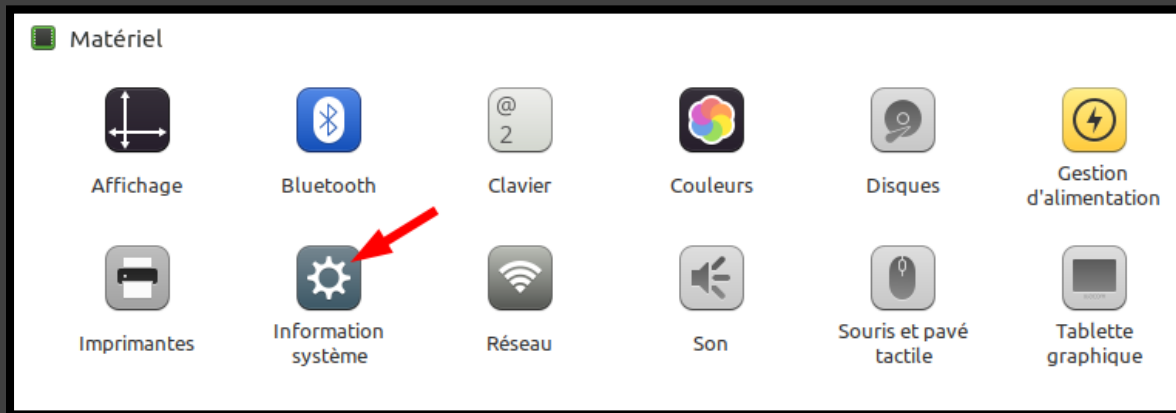 Matériel
@
2
Affichage
Bluetooth
Clavier
Couleurs
Disques
Gestion
d'alimentation
Imprimantes
Information
système
Réseau
Son
Souris et pavé
tactile
Tablette
graphique